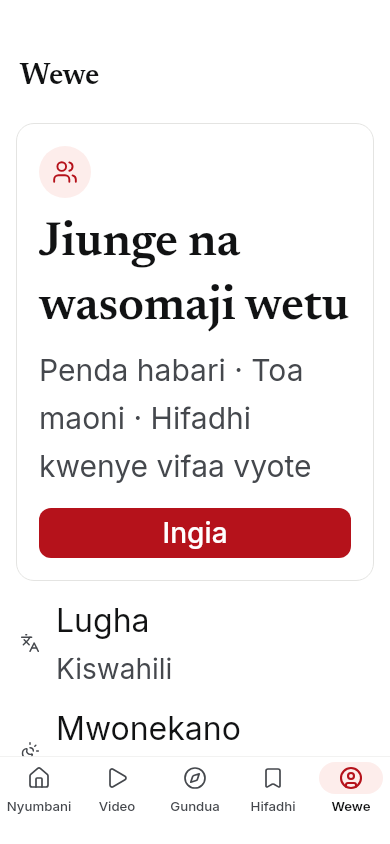 Wewe
Jiunge na
wasomaji wetu
Penda habari · Toa
maoni · Hifadhi
kwenye vifaa vyote
Ingia
Lugha
Kiswahili
Mwonekano
Nyumbani
Video
Gundua
Hifadhi
Wewe